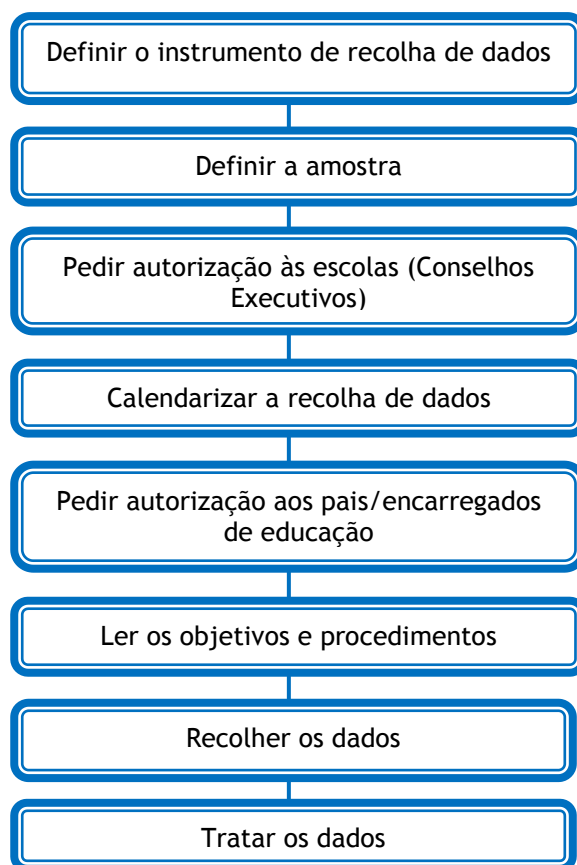 Definir o instrumento de recolha de dados
Definir a amostra
Pedir autorização às escolas (Conselhos
Executivos)
Calendarizar a recolha de dados
Pedir autorização aos pais/encarregados
de educação
Ler os objetivos e procedimentos
Recolher os dados
Tratar os dados